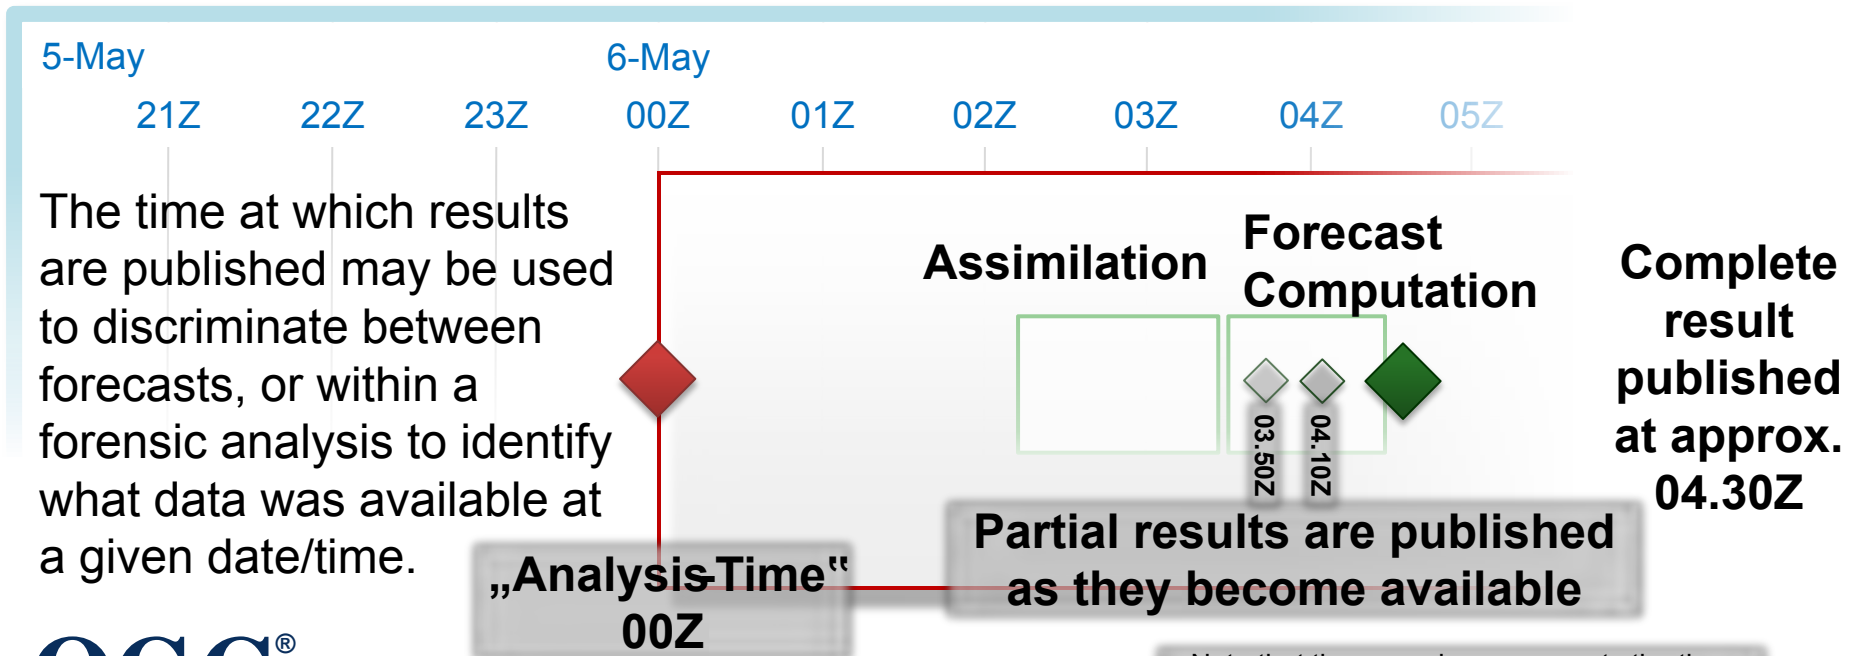 5-May 6-May
21Z 22Z 23Z 00Z 01Z 02Z 03Z 04Z 05Z
The time at which results
are published may be used
to discriminate between
forecasts, or within a
forensic analysis to identify
what data was available at
a given date/time.
Assimilation
Forecast
Computation
03.50Z
04.10Z
Complete
result
published
at approx.
04.30Z
Partial results are published
as they become available
„Analysis-Time“
00Z
OGC®